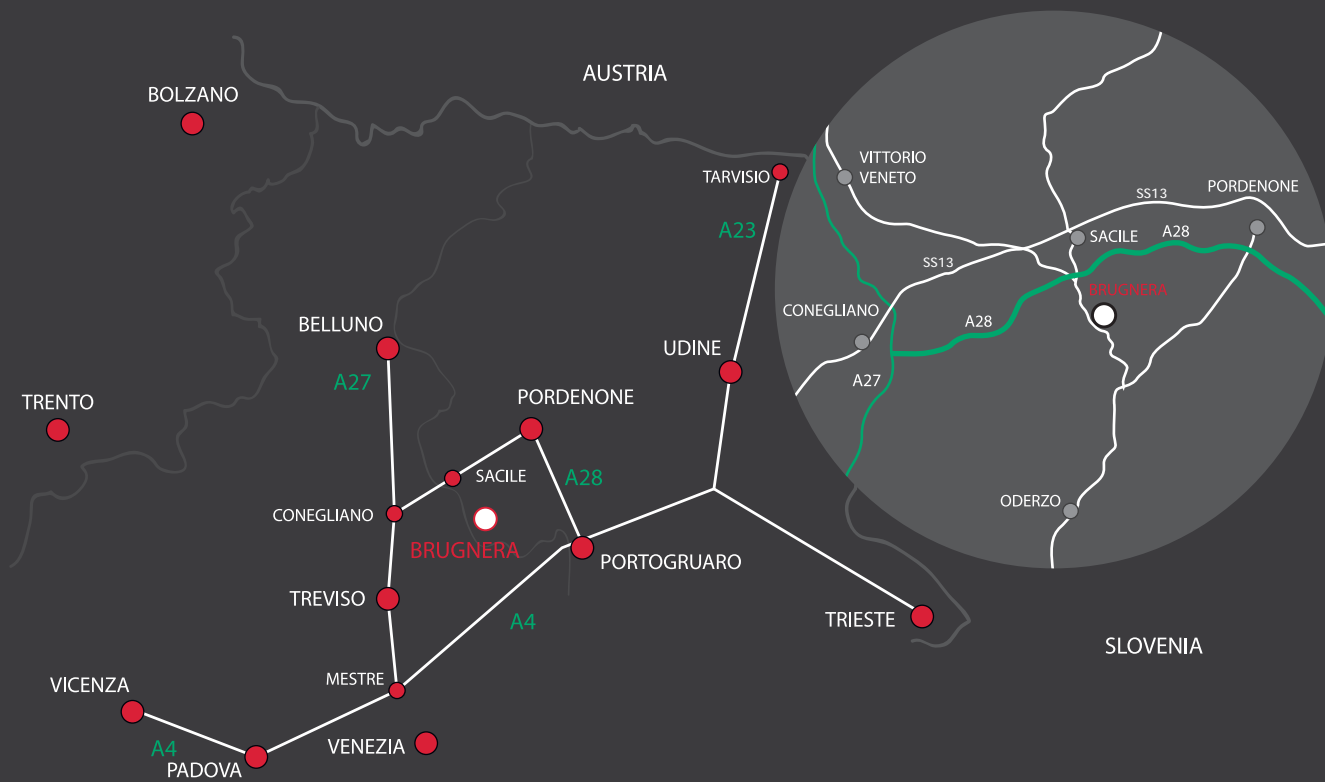 AUSTRIA
BOLZANO
TARVISIO
A23
BELLUNO
A27
UDINE
TRENTO
PORDENONE
SACILE
A28
CONEGLIANO
BRUGNERA
PORTOGRUARO
TREVISO
A4
TRIESTE
SLOVENIA
MESTRE
VICENZA
A4
PADOVA
VENEZIA
VITTORIO
VENETO
SS13
PORDENONE
SACILE
A28
SS13
BRUGNERA
CONEGLIANO
A28
A27
ODERZO